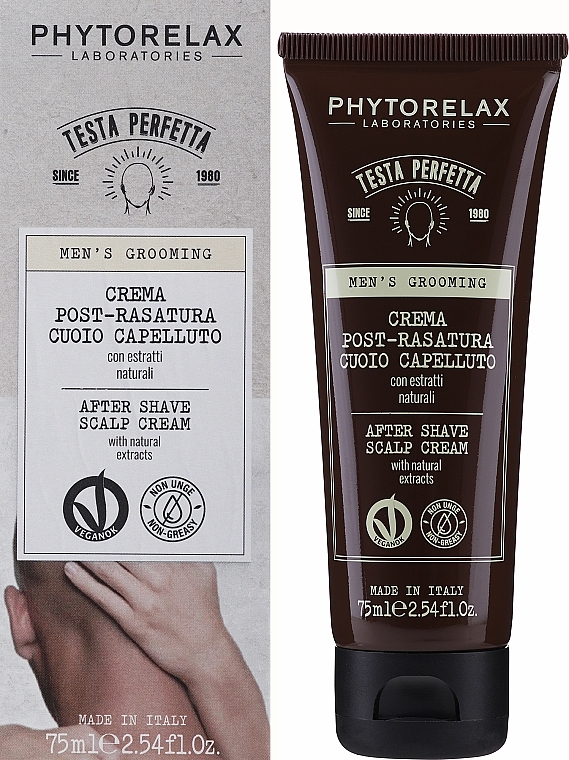 PHYTORELAX
LABORATORIES
TESTA PERFETTA
SINCE 1980
MEN'S GROOMING
CREMA
POST-RASATURA
CUOIO CAPELLUTO
con estratti
naturali
AFTER SHAVE
SCALP CREAM
with natural
extracts
VEGANOK
NON UNGE
NON-GREASY
MADE IN ITALY
75ml℮2.54fl.Oz.
PHYTORELAX
LABORATORIES
TESTA PERFETTA
SINCE 1980
MEN'S GROOMING
CREMA
POST-RASATURA
CUOIO CAPELLUTO
con estratti
naturali
AFTER SHAVE
SCALP CREAM
with natural
extracts
VEGANOK
NON UNGE
NON-GREASY
MADE IN ITALY
75ml℮2.54fl.Oz.